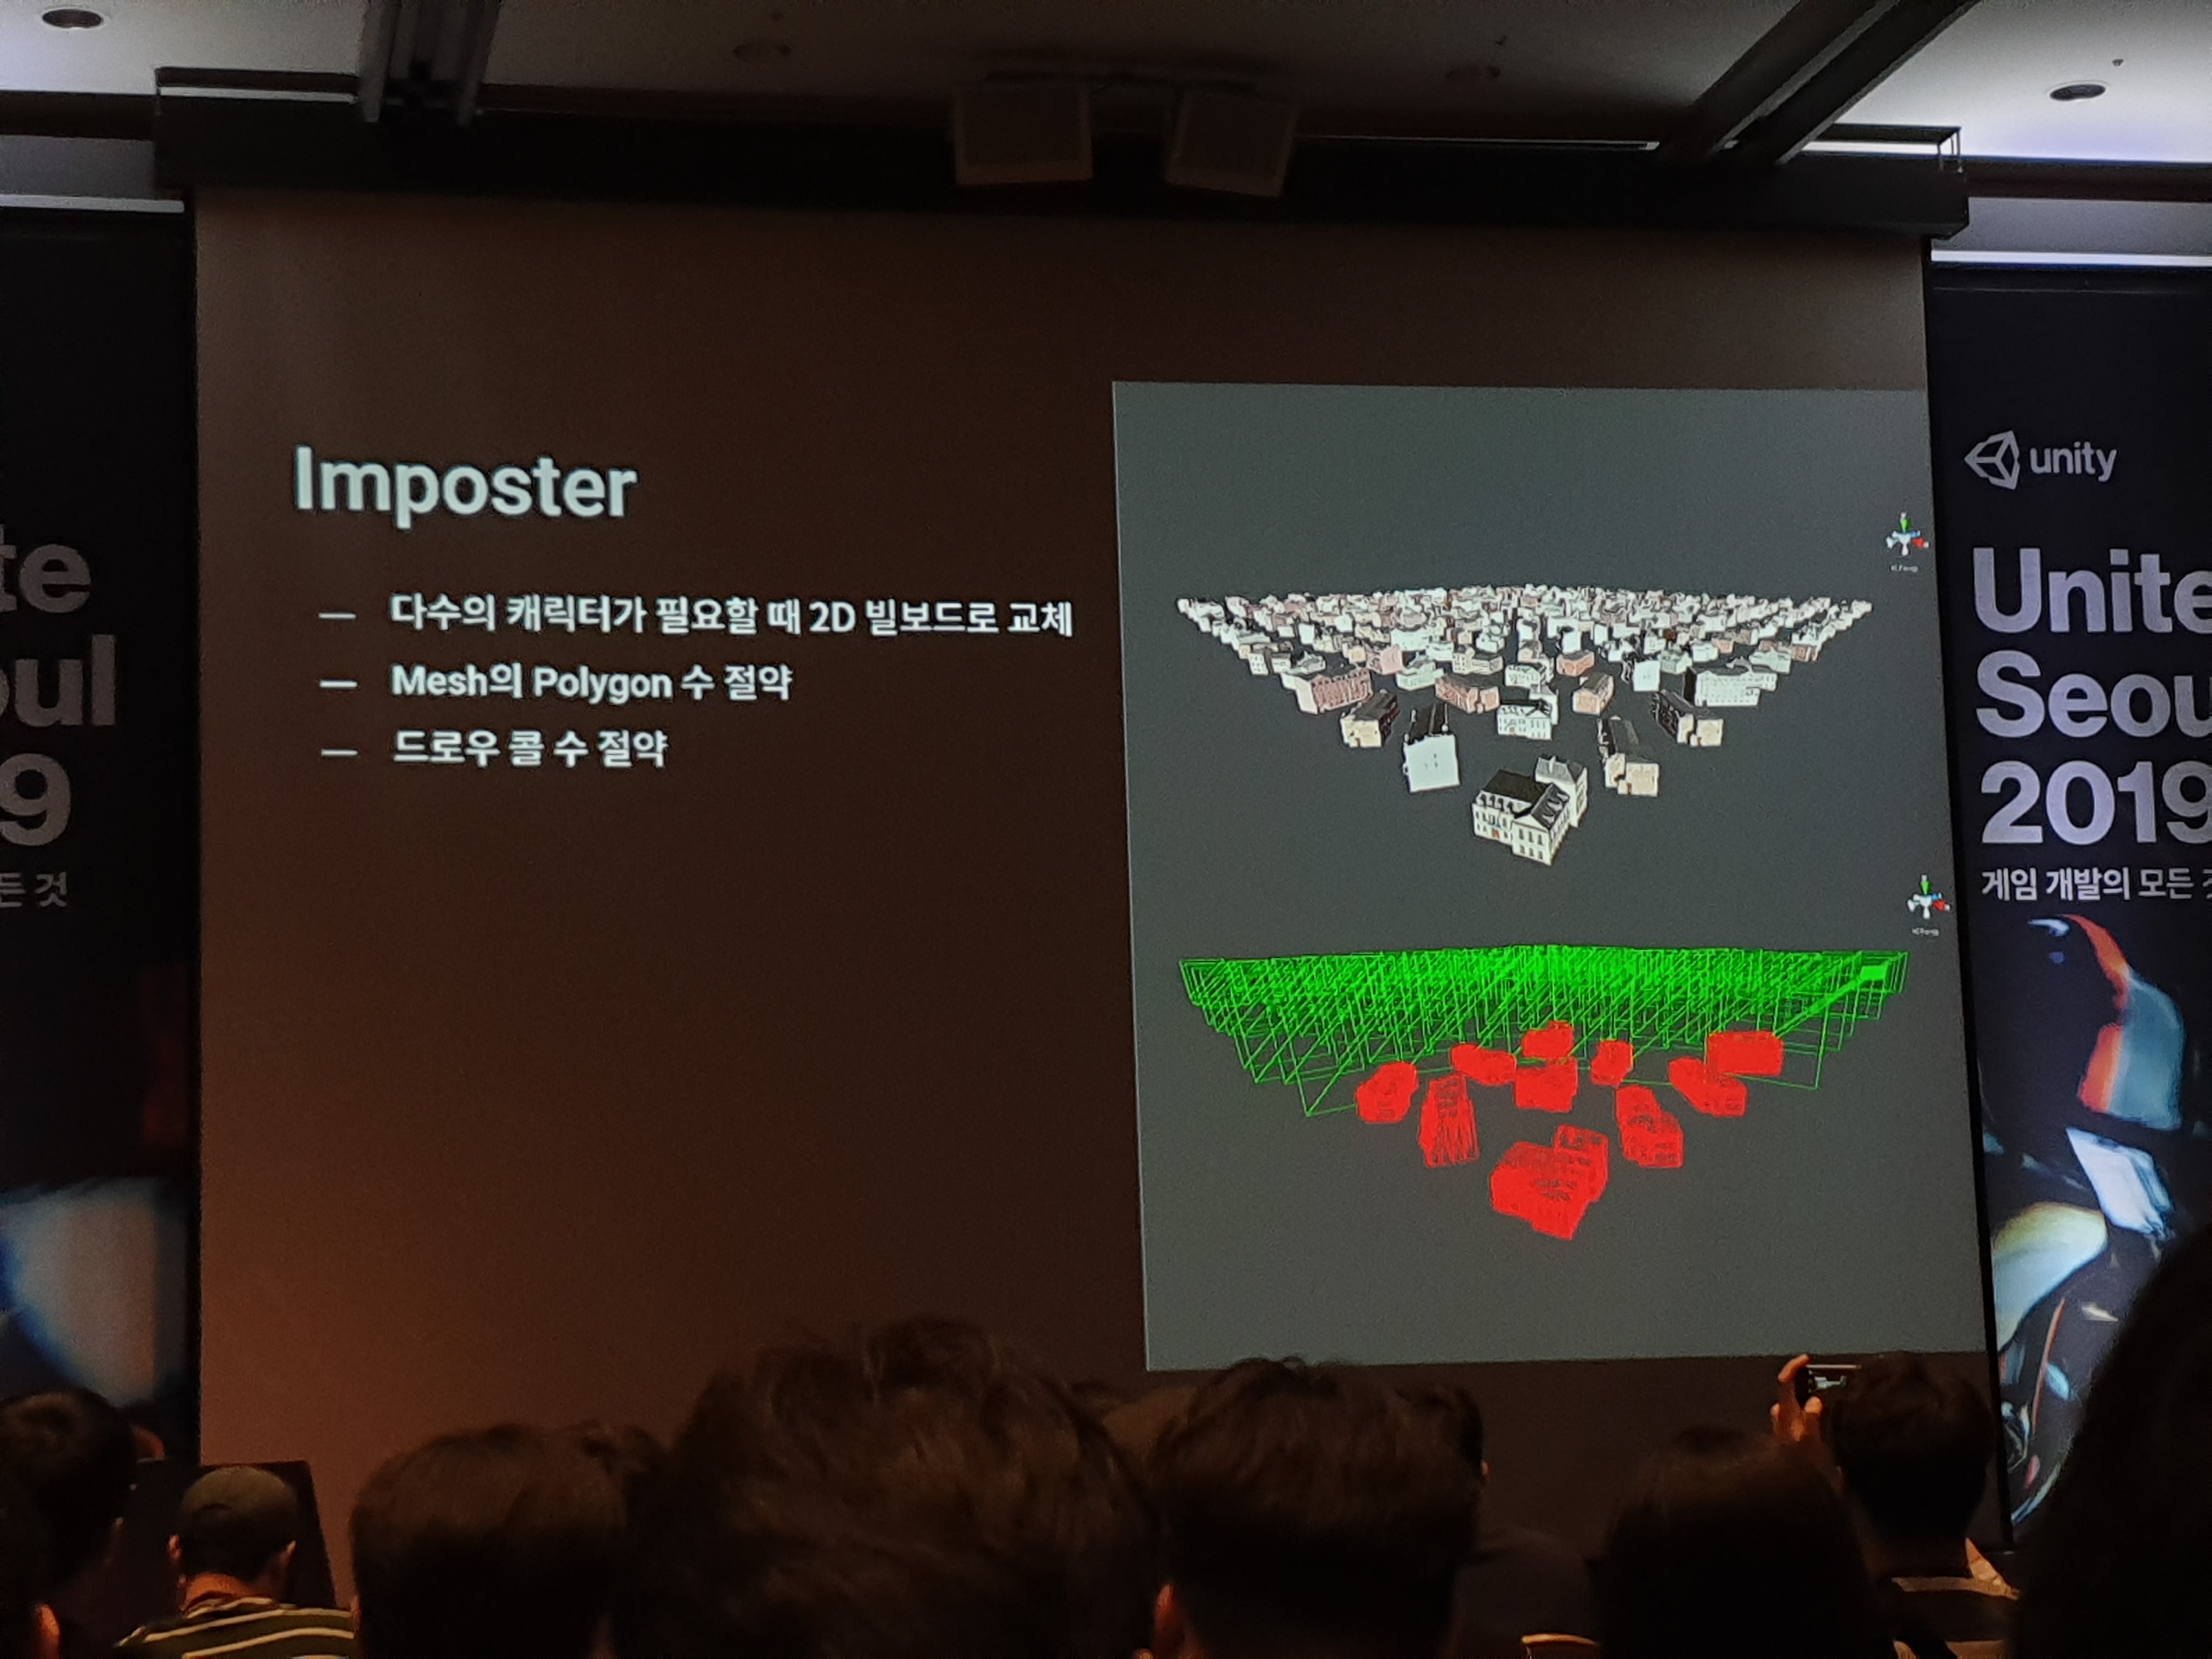 Imposter
— 다수의 캐릭터가 필요할 때 2D 빌보드로 교체
— Mesh의 Polygon 수 절약
— 드로우 콜 수 절약
unity
Unite
Seou
2019
게임 개발의 모든
te
oul
9
든 것